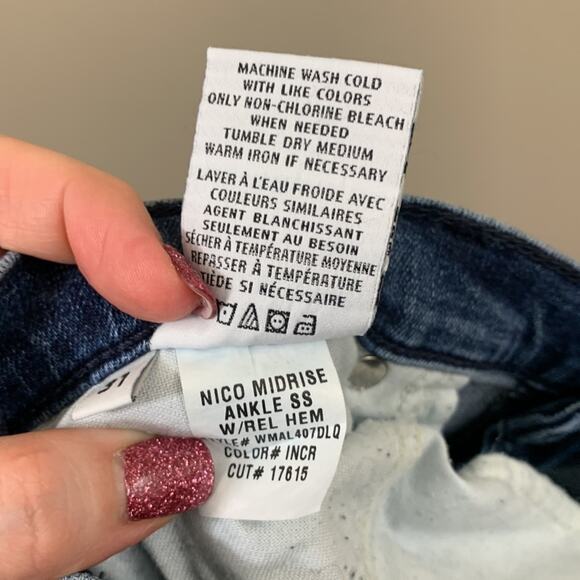 MACHINE WASH COLD
WITH LIKE COLORS
ONLY NON-CHLORINE BLEACH
WHEN NEEDED
TUMBLE DRY MEDIUM
WARM IRON IF NECESSARY
LAVER À L'EAU FROIDE AVEC
COULEURS SIMILAIRES
AGENT BLANCHISSANT
SEULEMENT AU BESOIN
SÉCHER À TEMPÉRATURE MOYENNE
REPASSER À TEMPÉRATURE
TIÈDE SI NÉCESSAIRE
31
NICO MIDRISE
ANKLE SS
W/REL HEM
WMAL407DLQ
COLOR# INCR
CUT# 17615